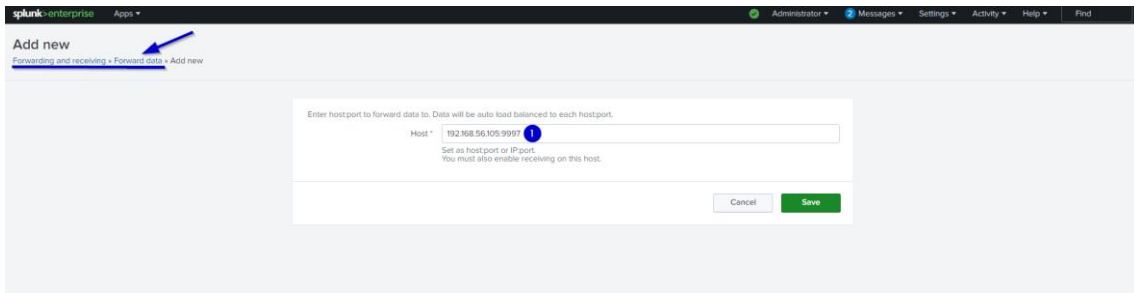 splunk>enterprise Apps Administrator 2 Messages Settings Activity Help Find
Add new
Forwarding and receiving » Forward data » Add new
Enter host:port to forward data to. Data will be auto load balanced to each host:port.
Host * 192.168.56.105:9997 1
Set as host:port or IP:port.
You must also enable receiving on this host.
Cancel Save